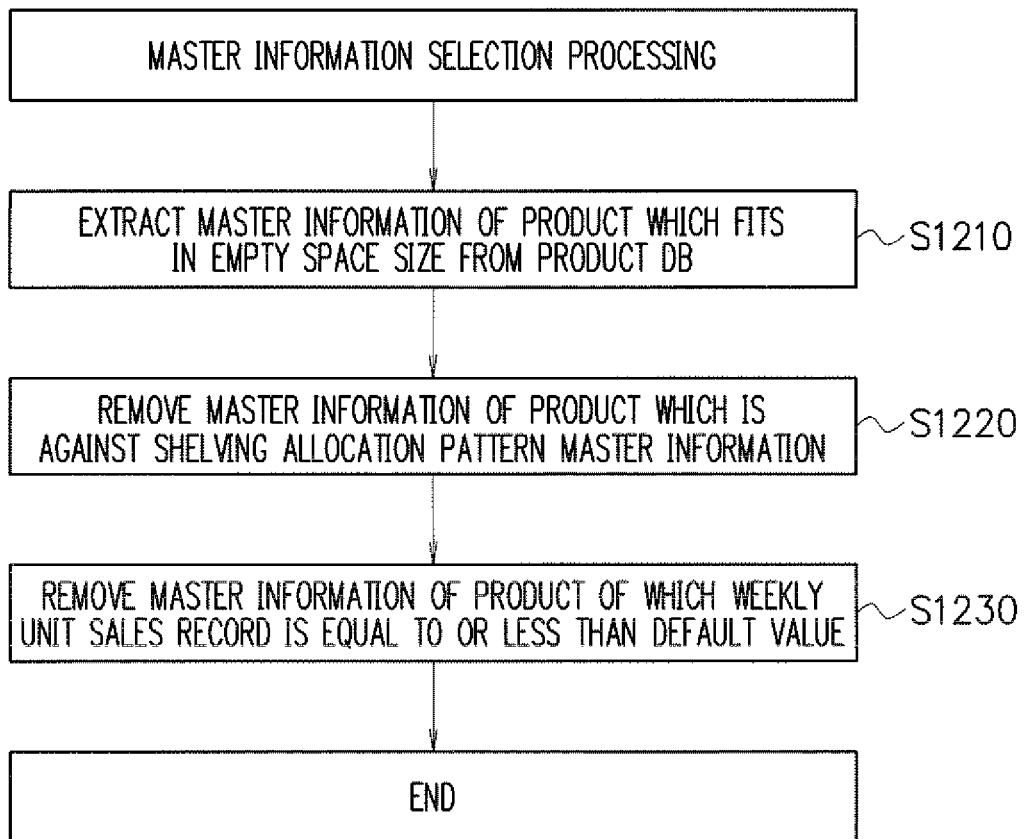 MASTER INFORMATION SELECTION PROCESSING
EXTRACT MASTER INFORMATION OF PRODUCT WHICH FITS
IN EMPTY SPACE SIZE FROM PRODUCT DB
S1210
REMOVE MASTER INFORMATION OF PRODUCT WHICH IS
AGAINST SHELVING ALLOCATION PATTERN MASTER INFORMATION
S1220
REMOVE MASTER INFORMATION OF PRODUCT OF WHICH WEEKLY
UNIT SALES RECORD IS EQUAL TO OR LESS THAN DEFAULT VALUE
S1230
END